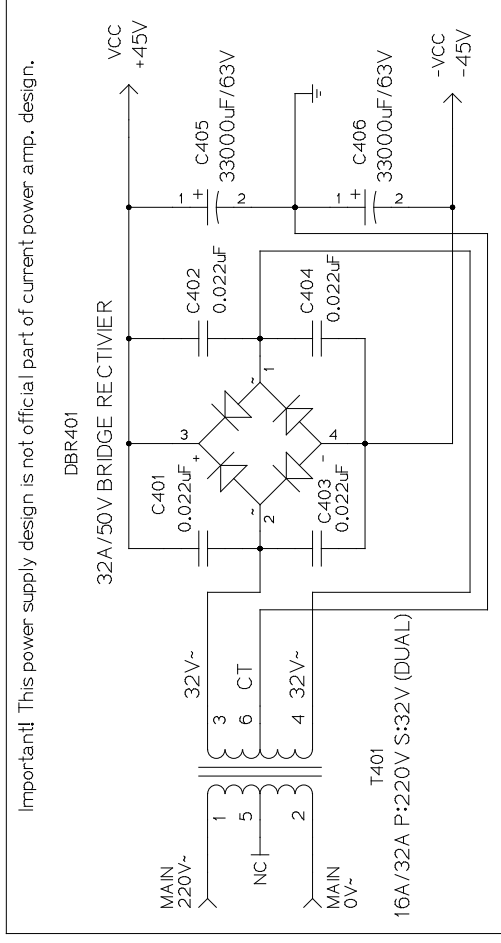 Important! This power supply design is not official part of current power amp. design.
DBR401
32A/50V BRIDGE RECTIVIER
MAIN
220V~
NC
MAIN
0V~
1
5
2
3
6
4
32V~
CT
32V~
T401
16A/32A P:220V S:32V (DUAL)
C401
0.022uF
C403
0.022uF
3
+
~
2
~
1
4
-
C402
0.022uF
C404
0.022uF
1
+
2
C405
33000uF/63V
1
+
2
C406
33000uF/63V
VCC
+45V
-VCC
-45V